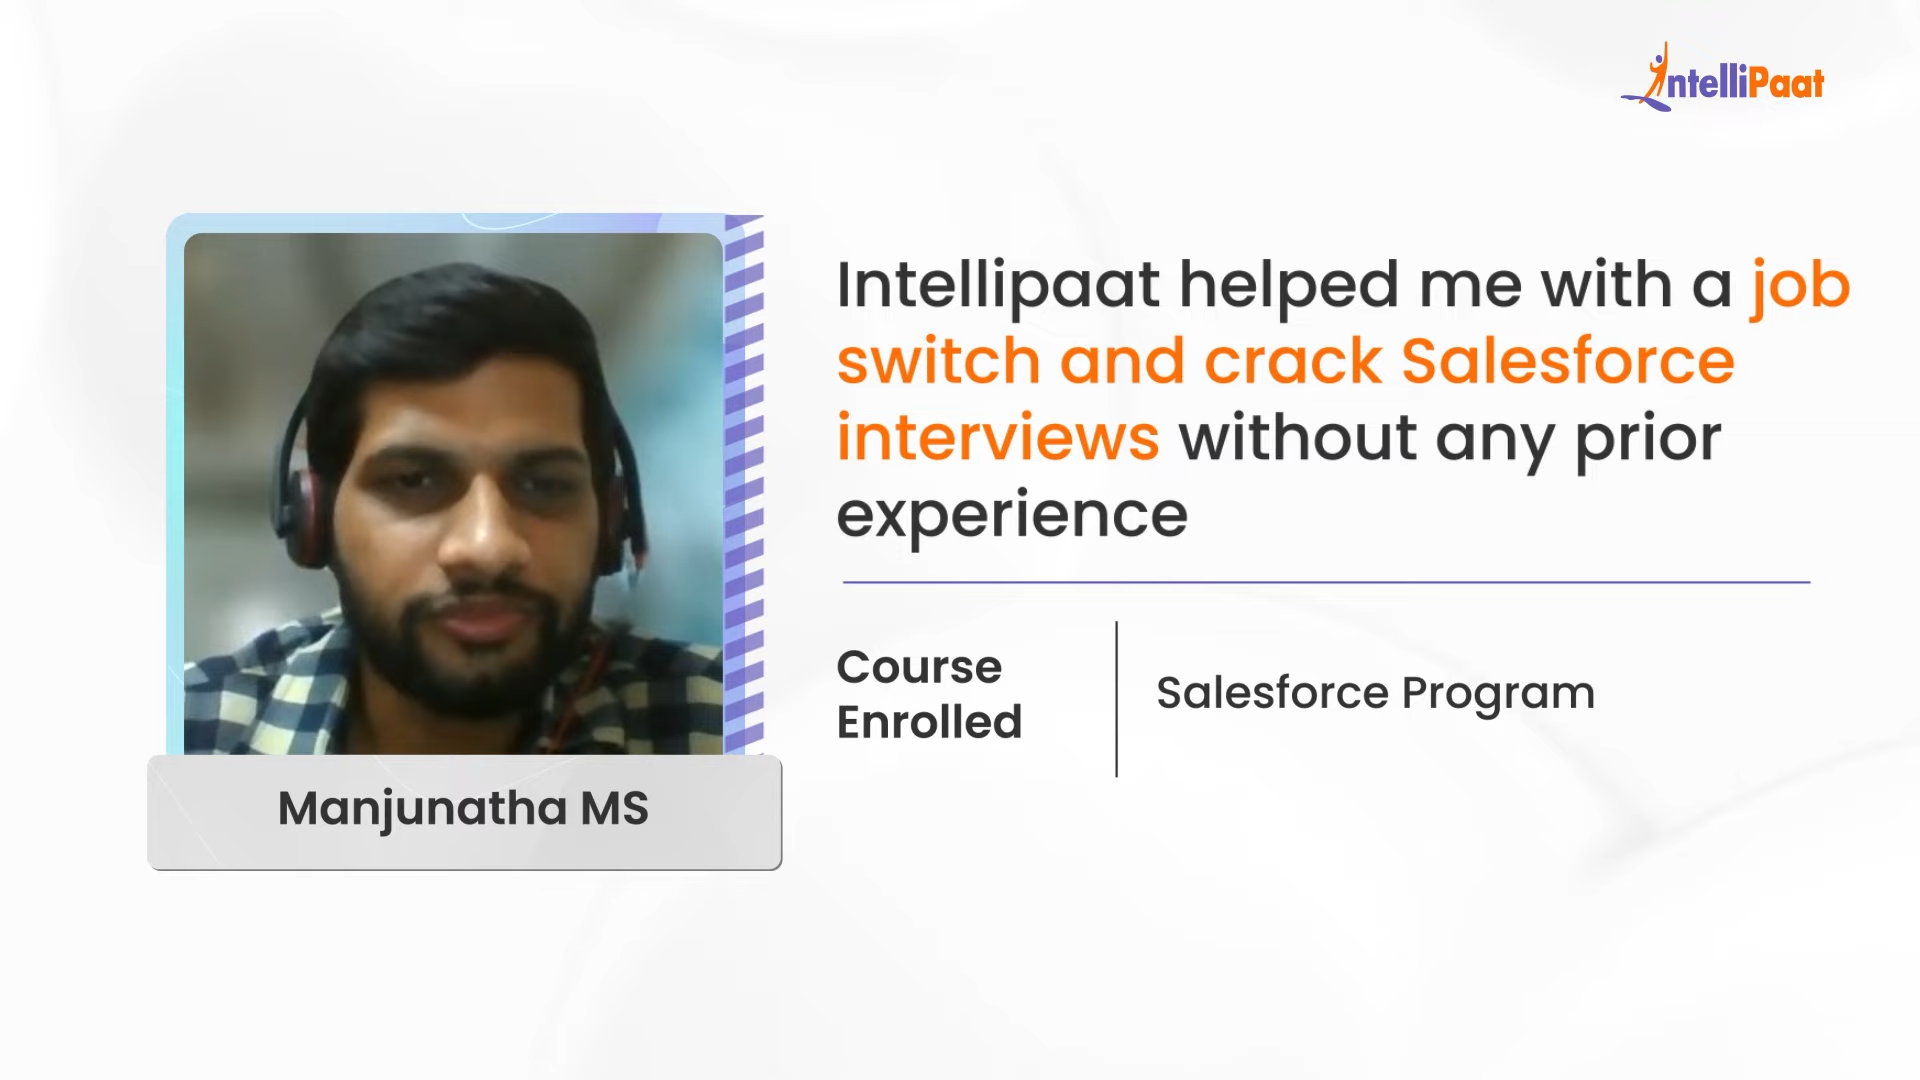 IntelliPaat
Intellipaat helped me with a job
switch and crack Salesforce
interviews without any prior
experience
Course
Enrolled
Salesforce Program
Manjunatha MS